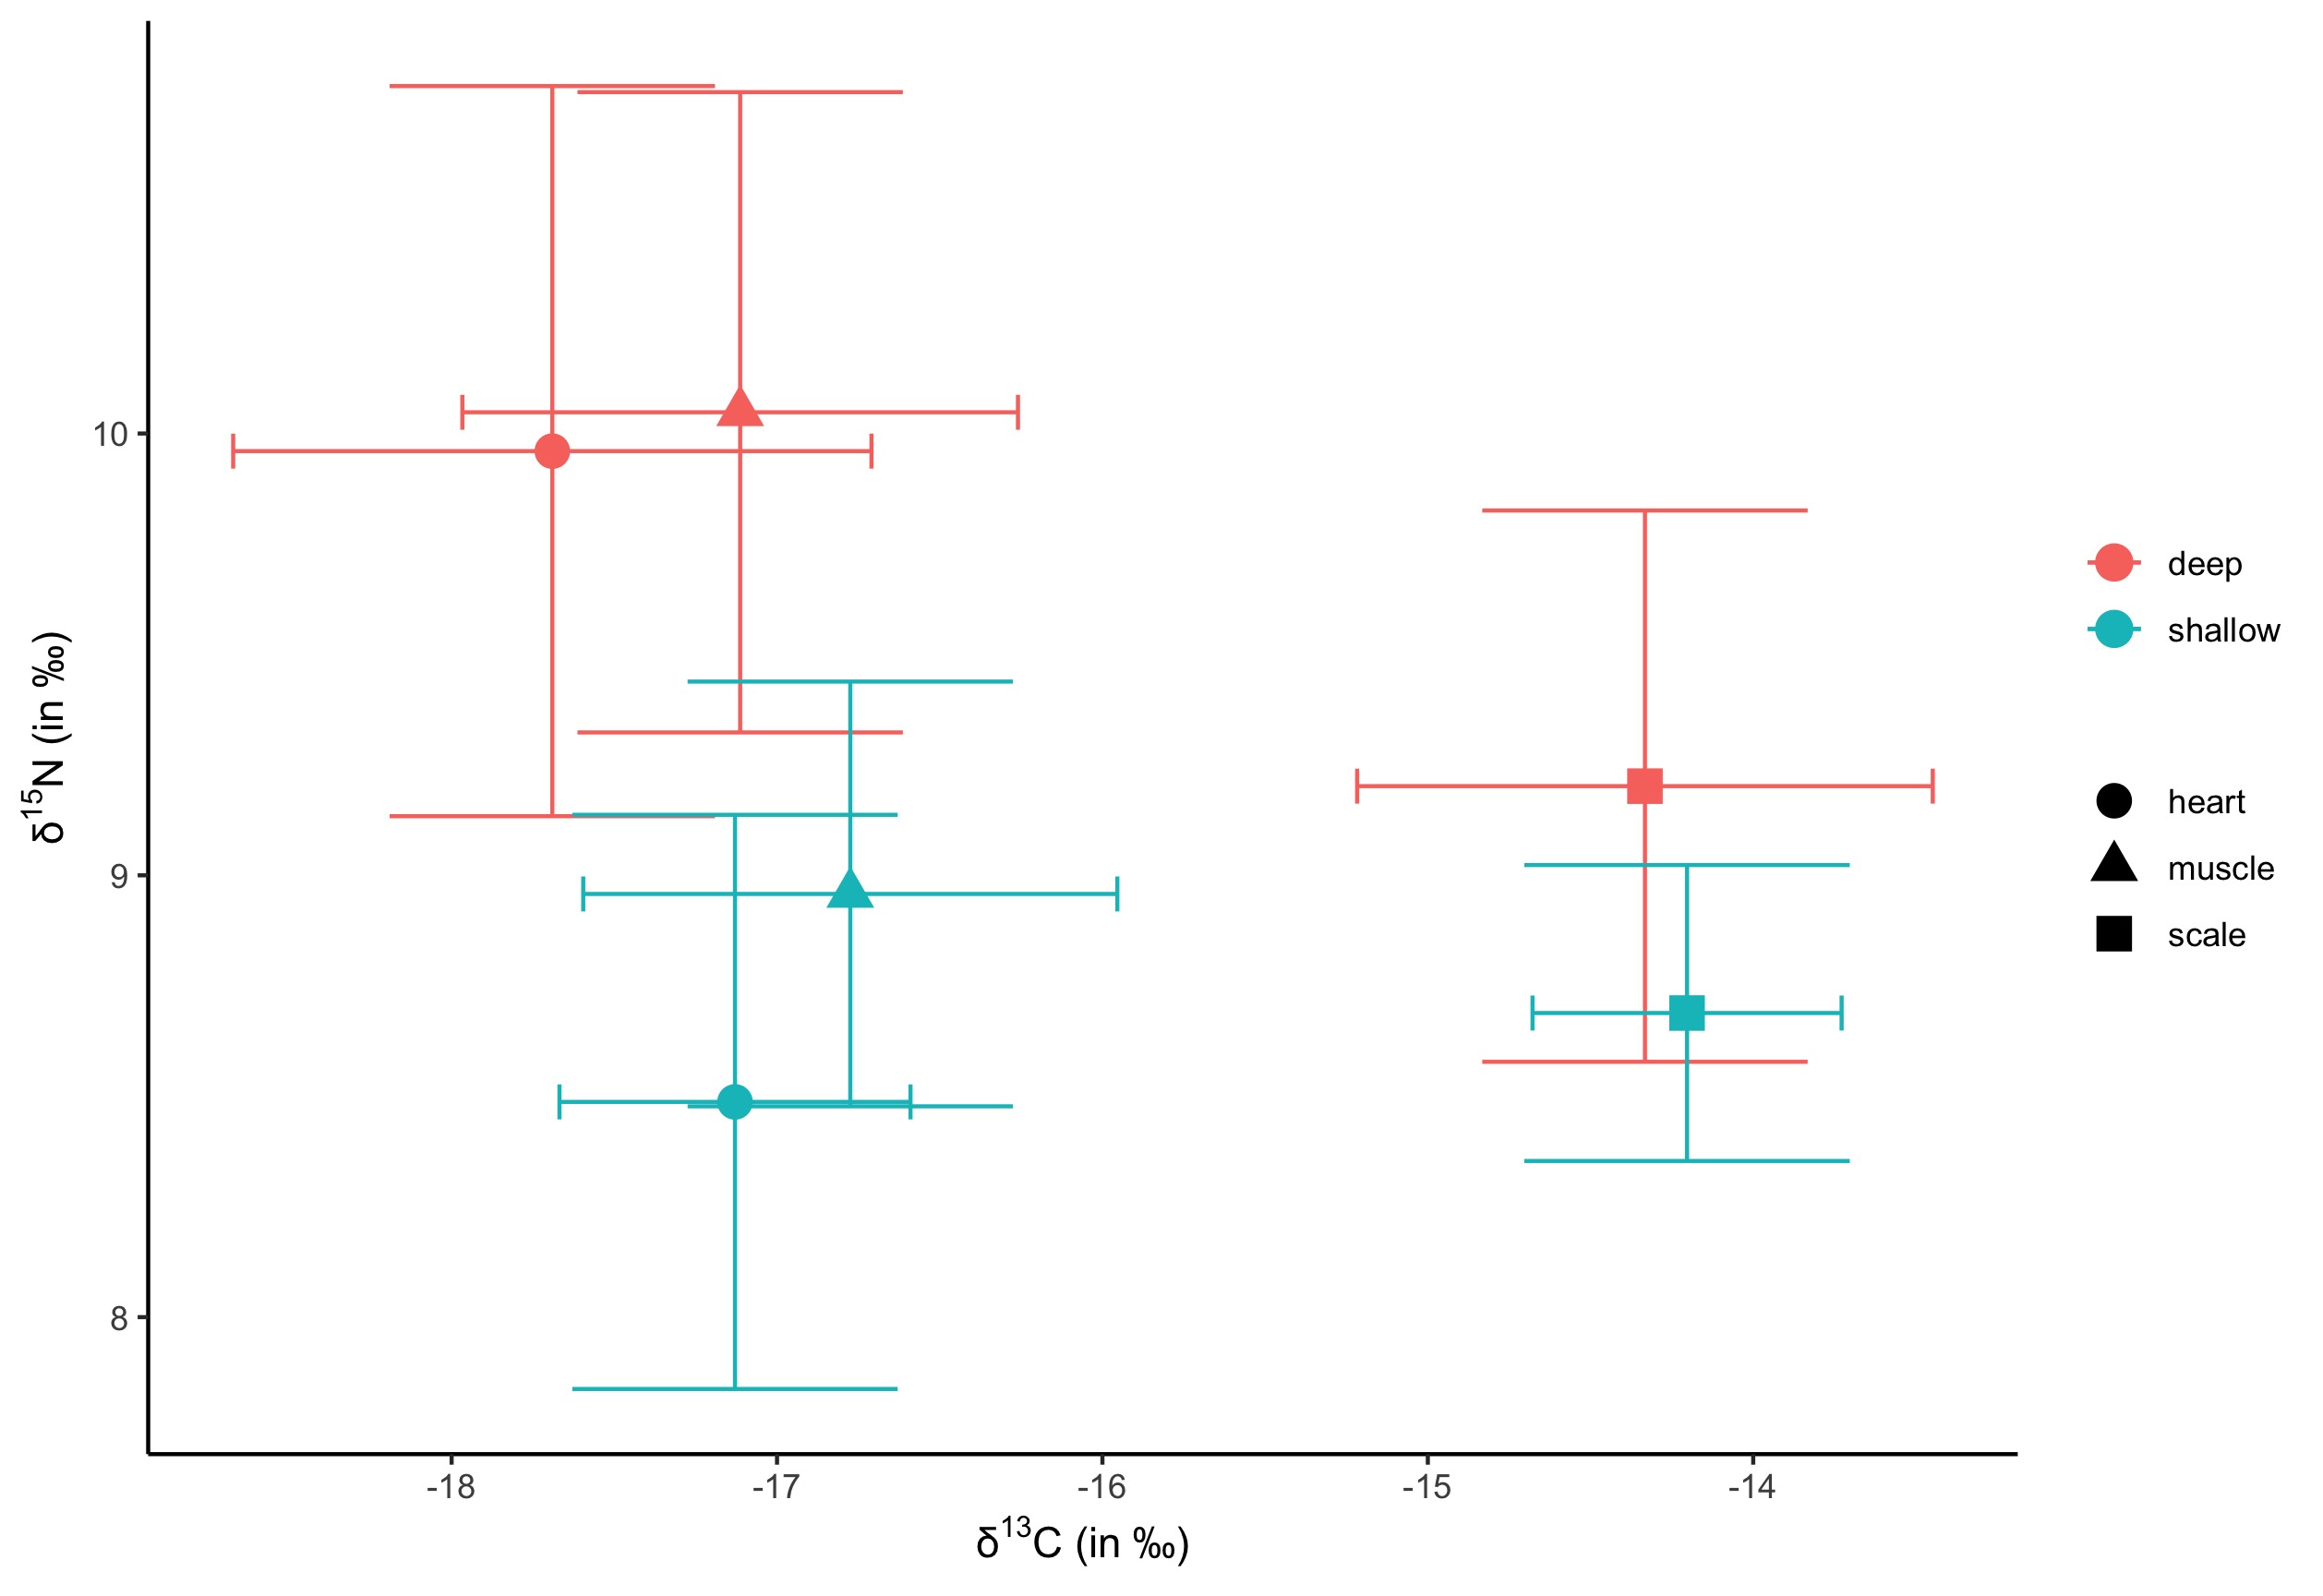 10
9
8
δ15N (in ‰)
-18 -17 -16 -15 -14
δ13C (in ‰)
deep
shallow
heart
muscle
scale